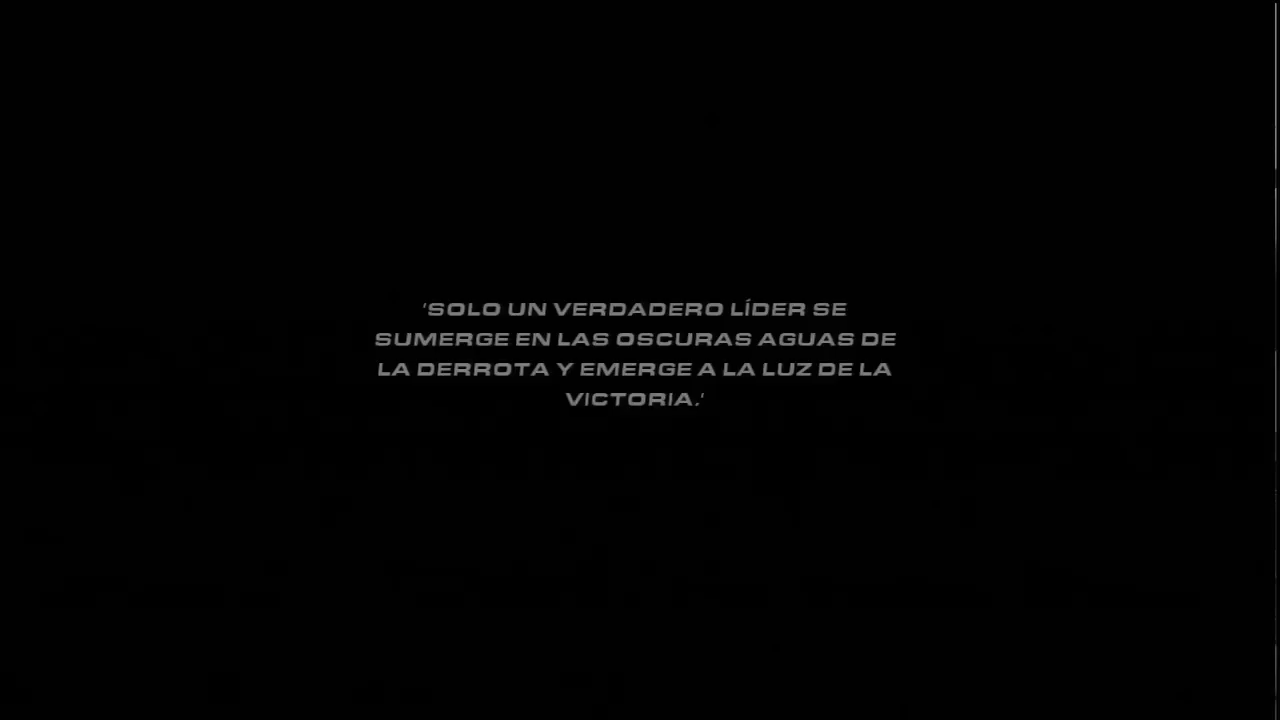 'SOLO UN VERDADERO LÍDER SE
SUMERGE EN LAS OSCURAS AGUAS DE
LA DERROTA Y EMERGE A LA LUZ DE LA
VICTORIA.'